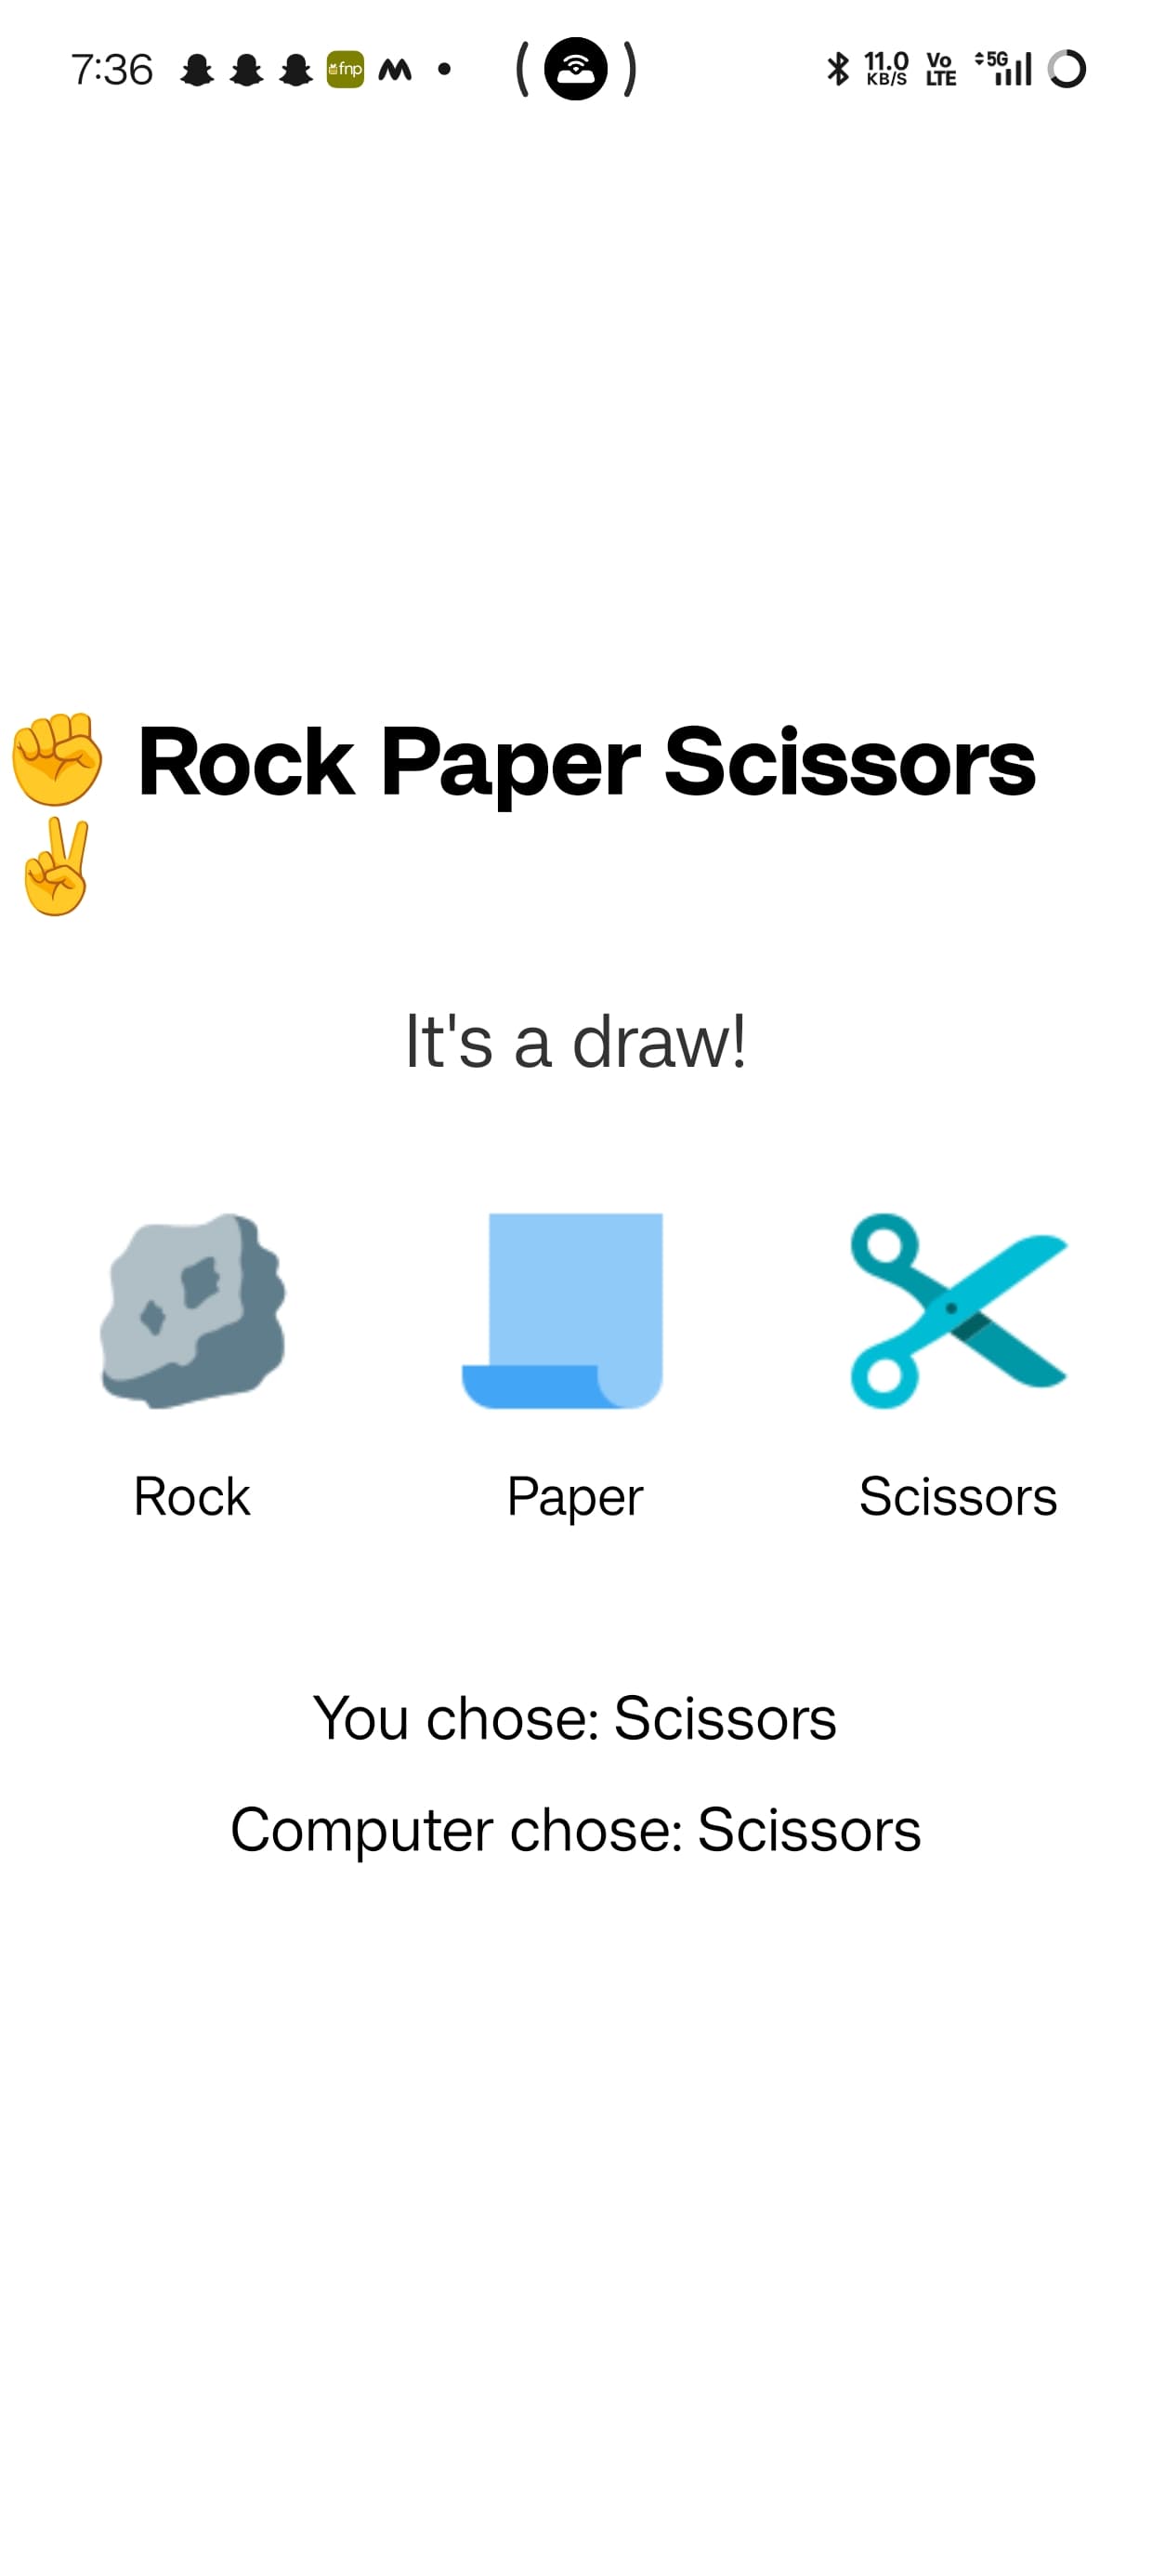 7:36 fnp 11.0 KB/S Vo LTE 5G
✊ Rock Paper Scissors
✌
It's a draw!
Rock Paper Scissors
You chose: Scissors
Computer chose: Scissors